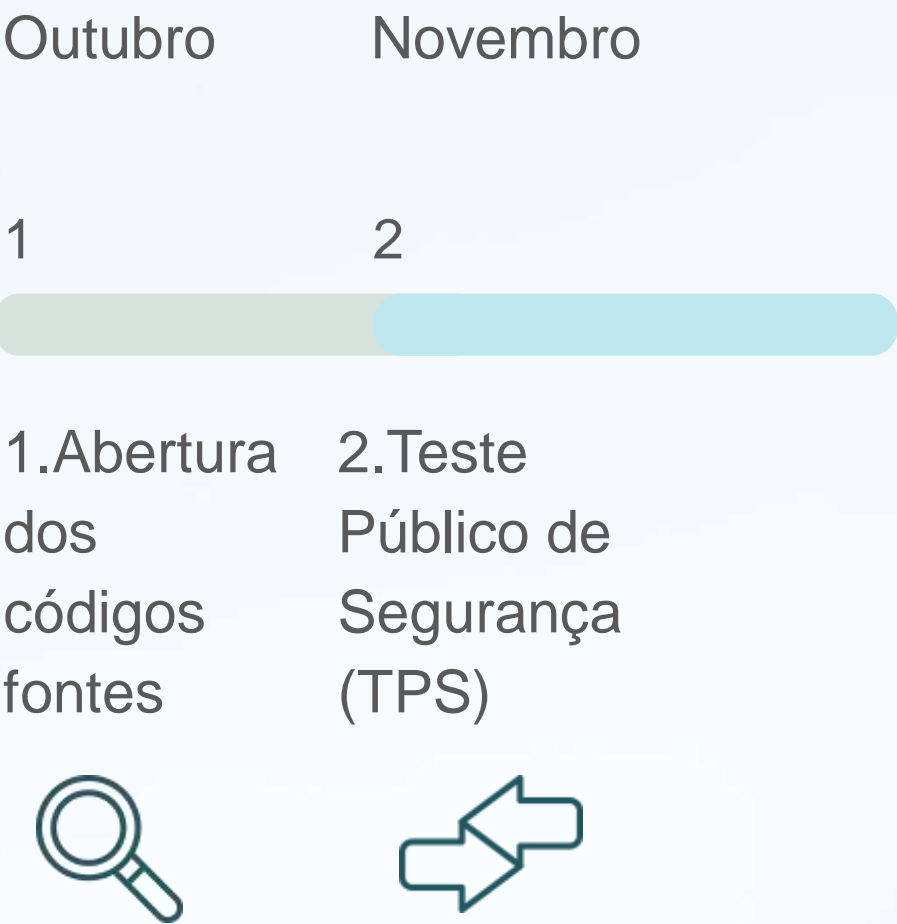 Outubro
Novembro
1
2
1.Abertura
dos
códigos
fontes
2.Teste
Público de
Segurança
(TPS)